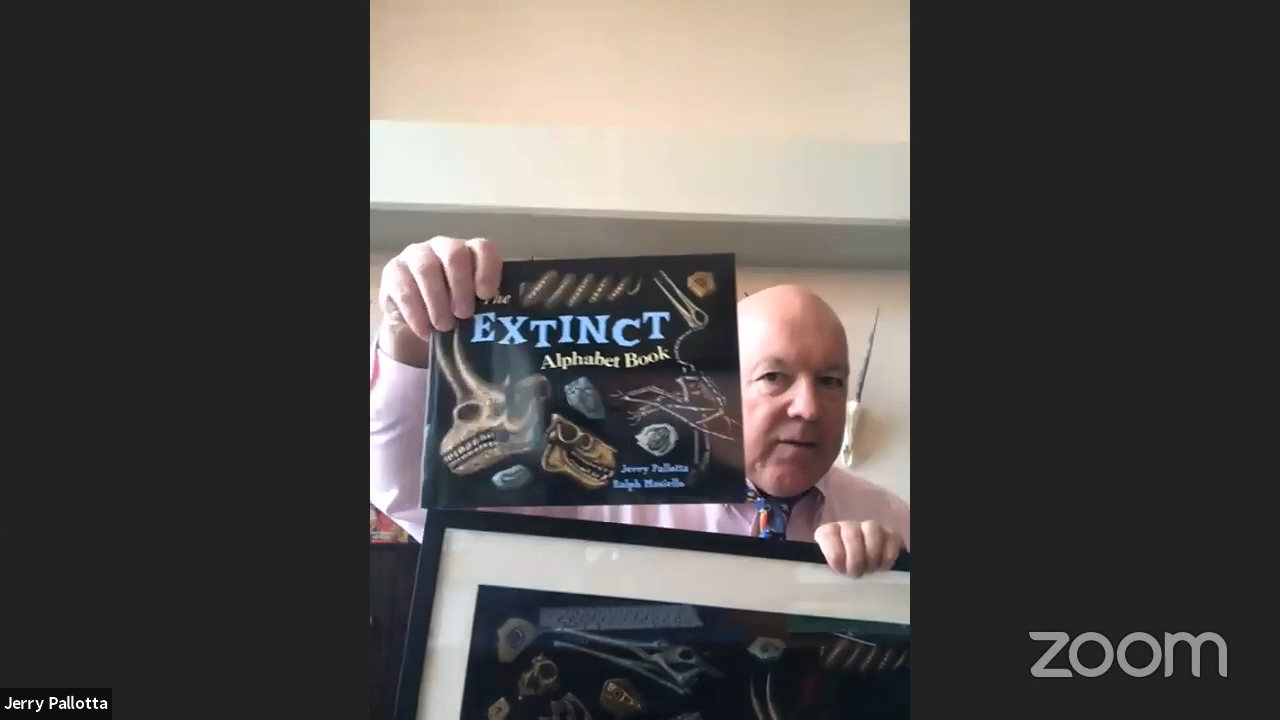 The
EXTINCT
Alphabet Book
Jerry Pallotta
Ralph Masiello
zoom
Jerry Pallotta